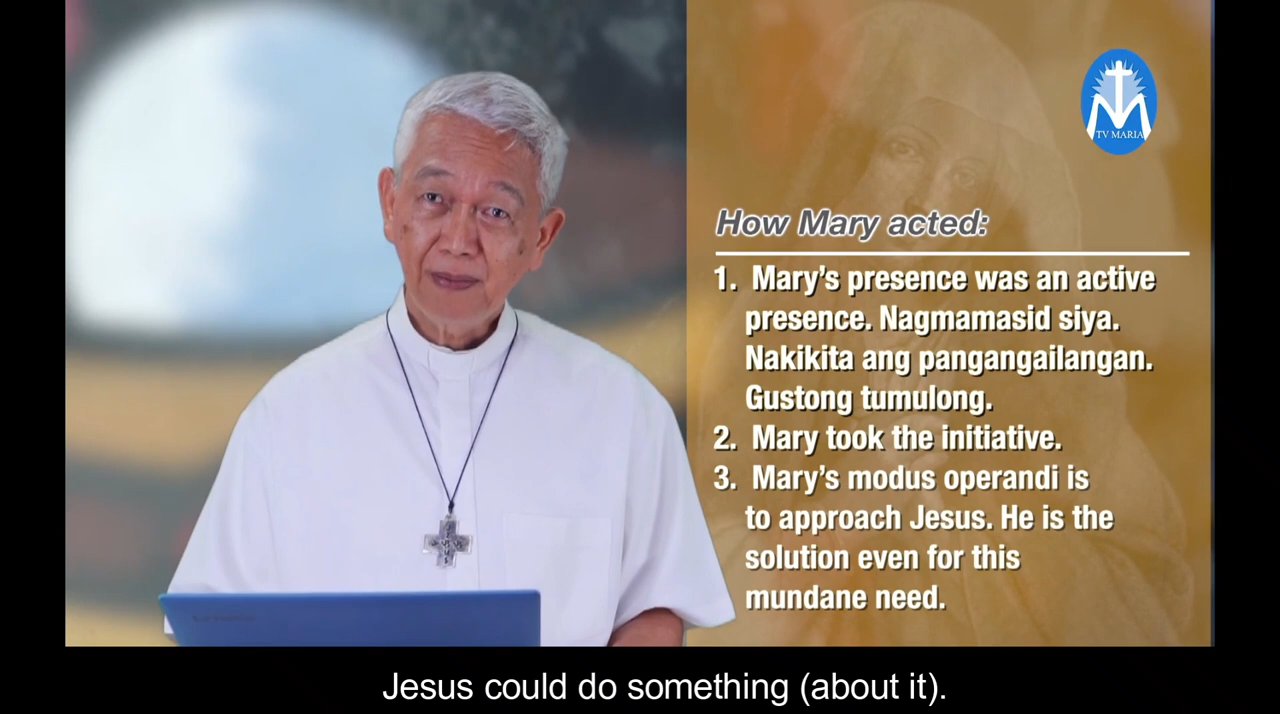 TV MARIA
How Mary acted:
1. Mary's presence was an active
presence. Nagmamasid siya.
Nakikita ang pangangailangan.
Gustong tumulong.
2. Mary took the initiative.
3. Mary's modus operandi is
to approach Jesus. He is the
solution even for this
mundane need.
Jesus could do something (about it).